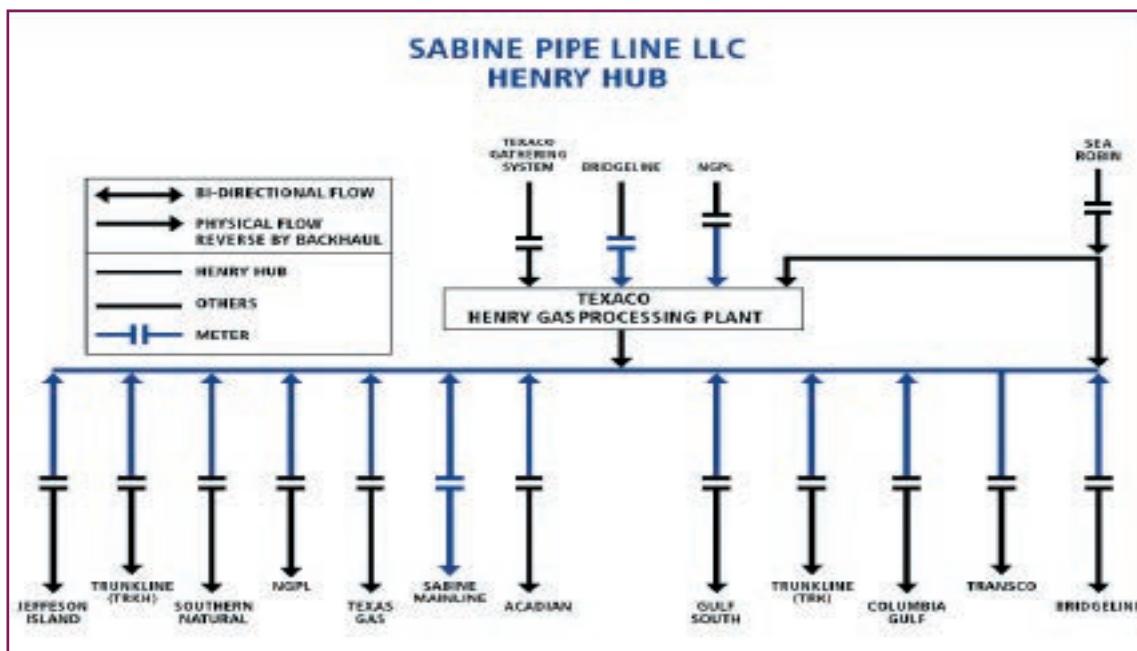 SABINE PIPE LINE LLC
HENRY HUB
TEXACO
GATHERING
SYSTEM
BRIDGELINE
NGPL
SEA
ROBIN
BI-DIRECTIONAL FLOW
PHYSICAL FLOW
REVERSE BY BACKHAUL
HENRY HUB
OTHERS
METER
TEXACO
HENRY GAS PROCESSING PLANT
JEFFESON
ISLAND
TRUNKLINE
(TRKH)
SOUTHERN
NATURAL
NGPL
TEXAS
GAS
SABINE
MAINLINE
ACADIAN
GULF
SOUTH
TRUNKLINE
(TRK)
COLUMBIA
GULF
TRANSCO
BRIDGELINE